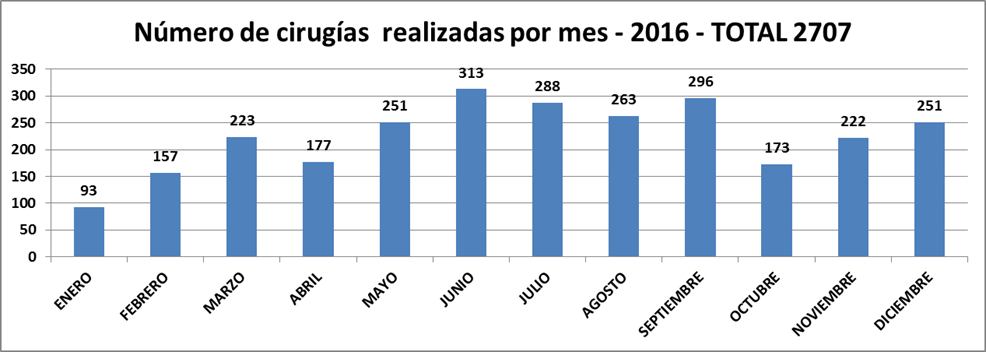 Número de cirugías realizadas por mes - 2016 - TOTAL 2707
350
300
250
200
150
100
50
0
93
157
223
177
251
313
288
263
296
173
222
251
ENERO
FEBRERO
MARZO
ABRIL
MAYO
JUNIO
JULIO
AGOSTO
SEPTIEMBRE
OCTUBRE
NOVIEMBRE
DICIEMBRE